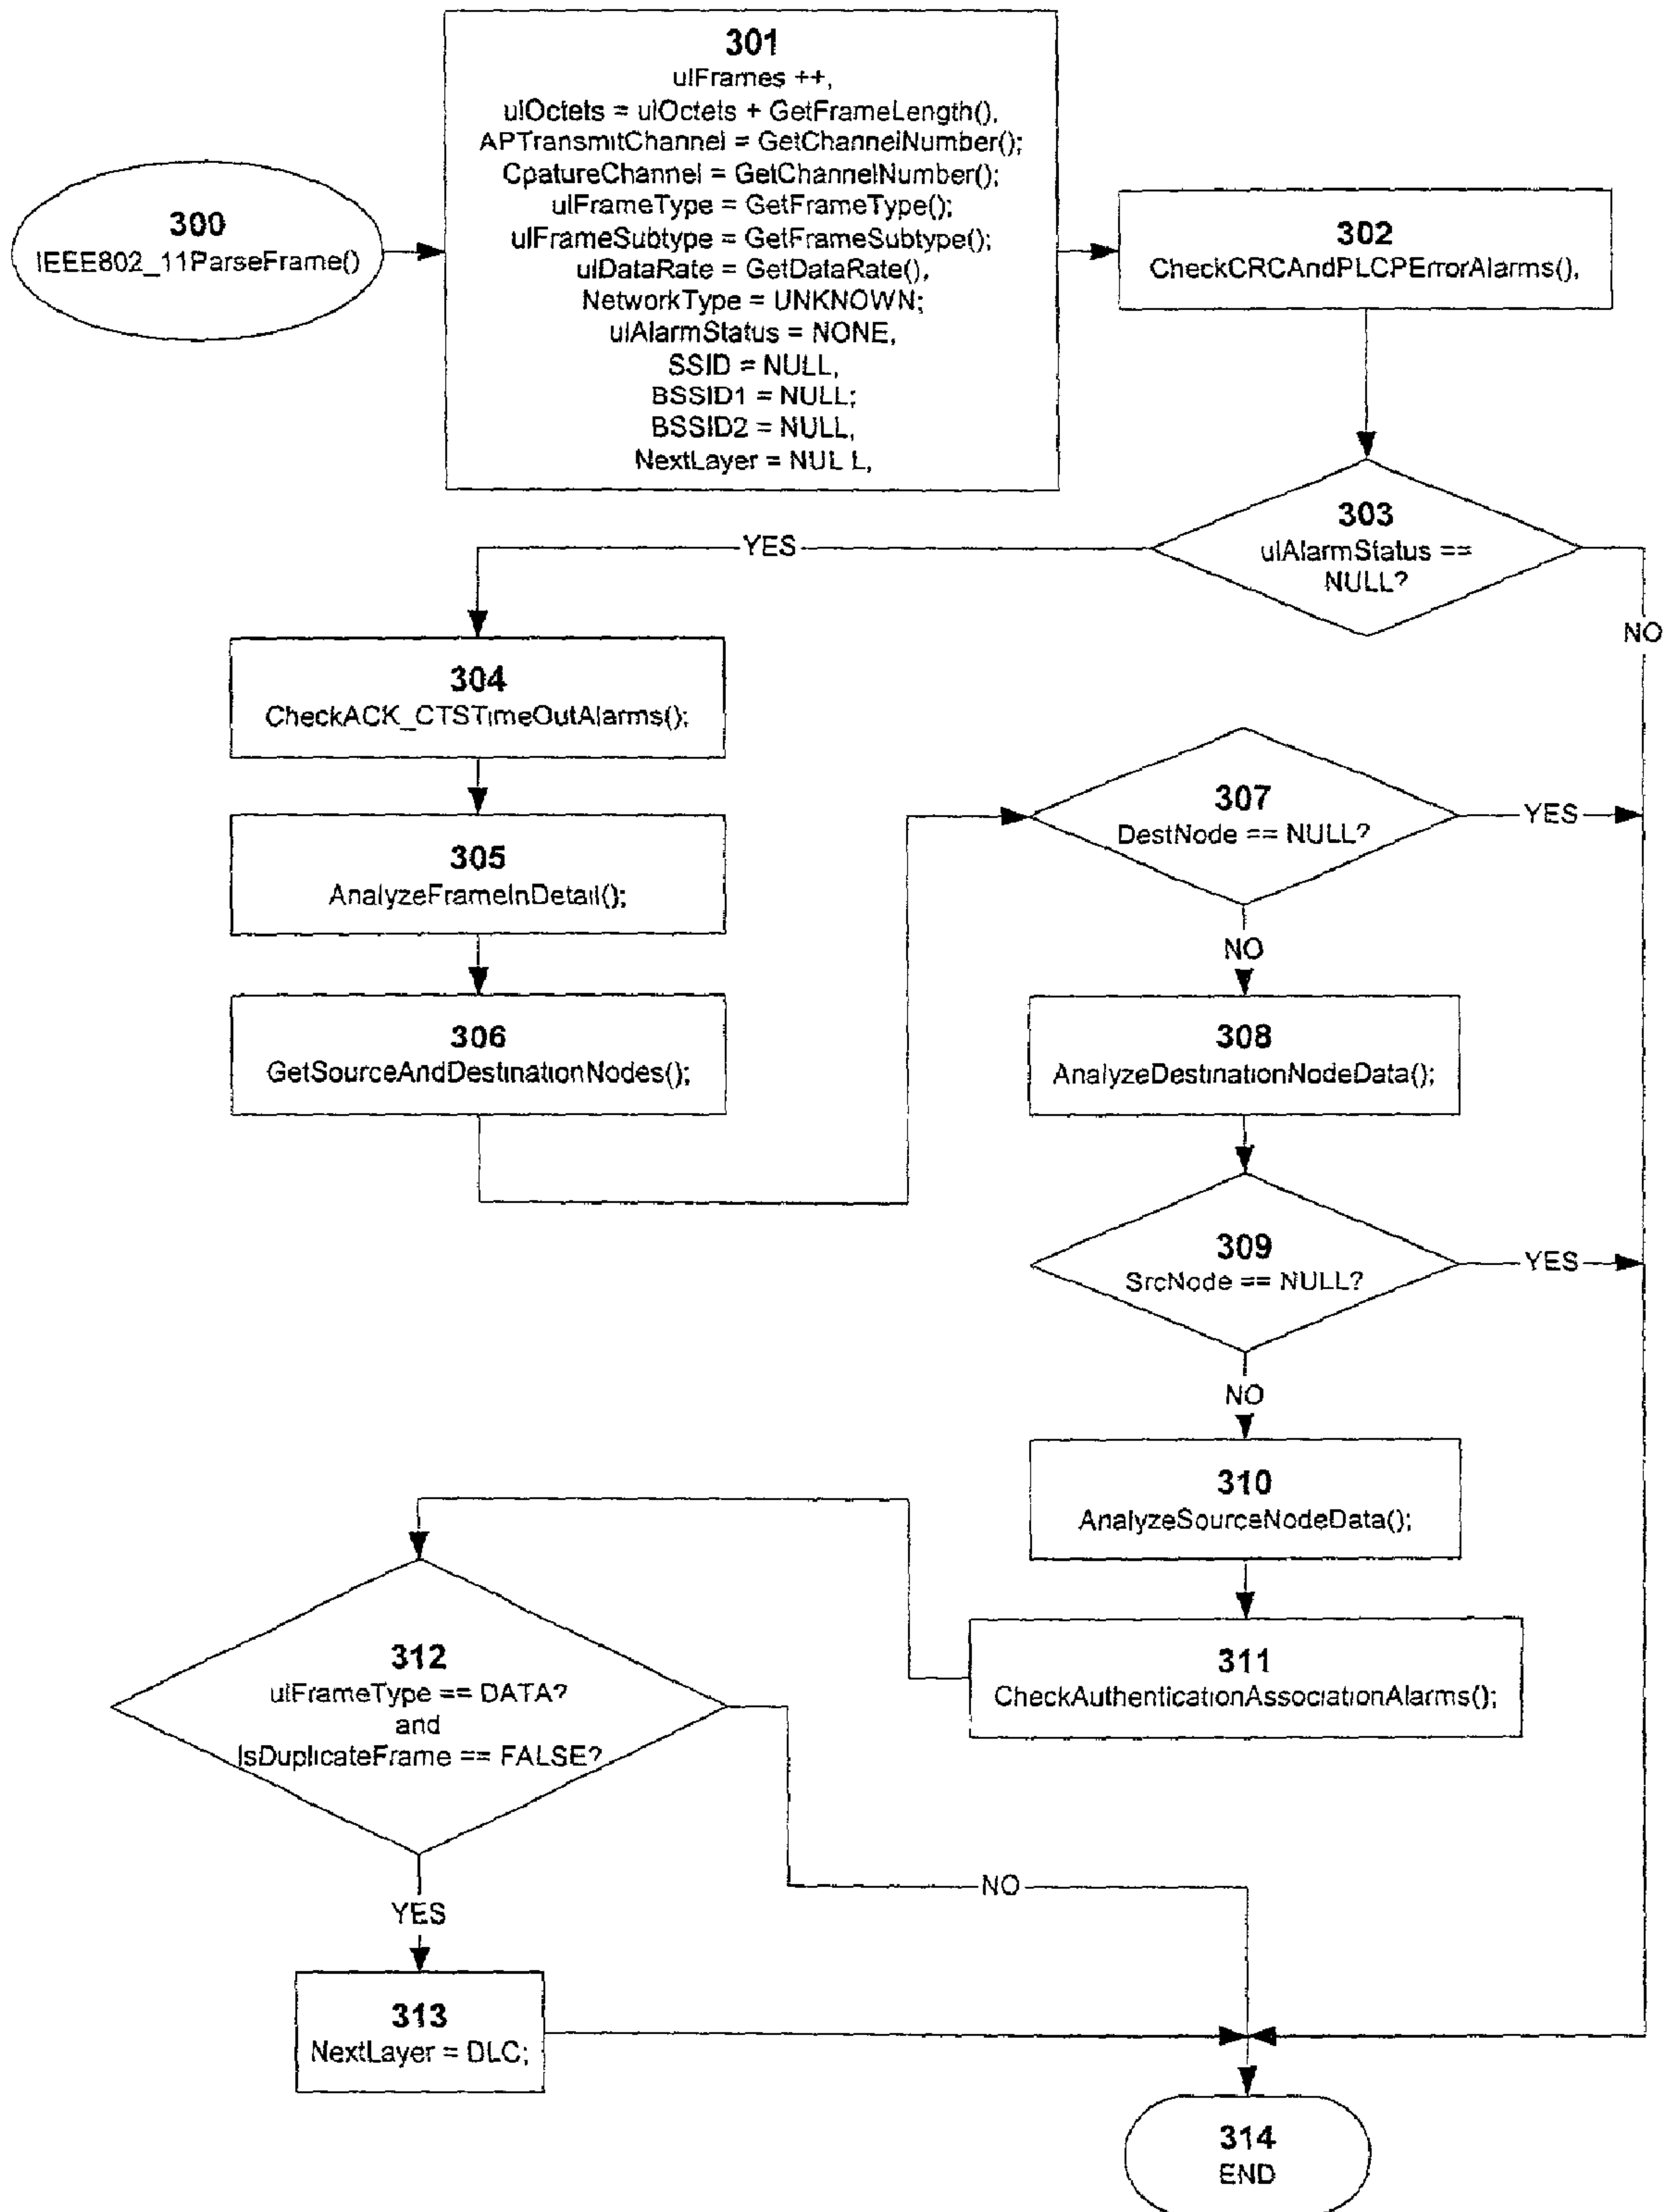 300
IEEE802_11ParseFrame()
301
ulFrames ++,
ulOctets = ulOctets + GetFrameLength(),
APTransmitChannel = GetChannelNumber();
CpatureChannel = GetChannelNumber();
ulFrameType = GetFrameType();
ulFrameSubtype = GetFrameSubtype();
ulDataRate = GetDataRate(),
NetworkType = UNKNOWN;
ulAlarmStatus = NONE,
SSID = NULL,
BSSID1 = NULL;
BSSID2 = NULL,
NextLayer = NUL L,
302
CheckCRCAndPLCPErrorAlarms(),
303
ulAlarmStatus ==
NULL?
YES
NO
304
CheckACK_CTSTimeOutAlarms();
305
AnalyzeFrameInDetail();
306
GetSourceAndDestinationNodes();
307
DestNode == NULL?
YES
NO
308
AnalyzeDestinationNodeData();
309
SrcNode == NULL?
YES
NO
310
AnalyzeSourceNodeData();
311
CheckAuthenticationAssociationAlarms();
312
ulFrameType == DATA?
and
IsDuplicateFrame == FALSE?
NO
YES
313
NextLayer = DLC;
314
END